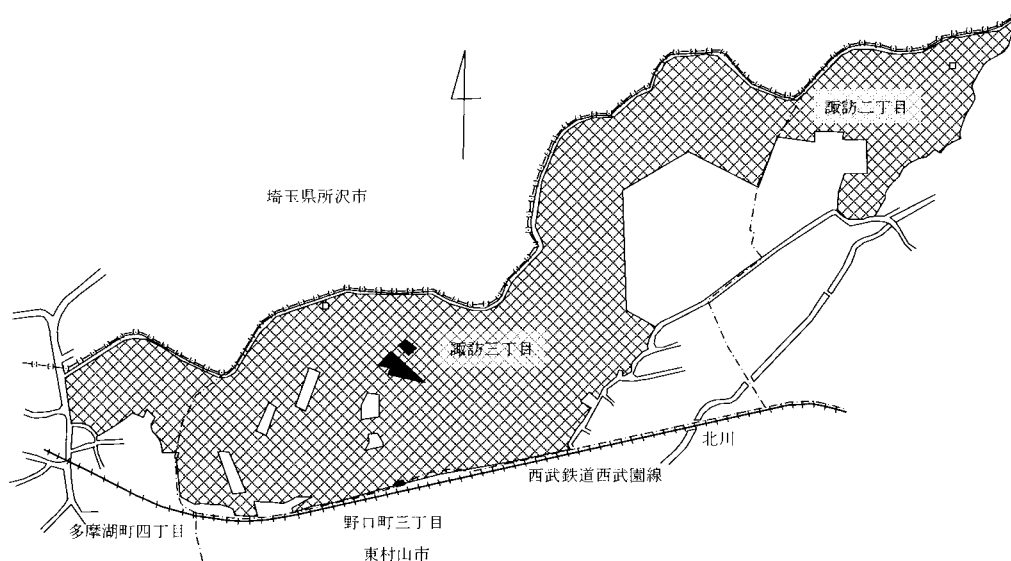 諏訪二丁目
埼玉県所沢市
諏訪三丁目
北川
西武鉄道西武園線
野口町三丁目
多摩湖町四丁目
東村山市